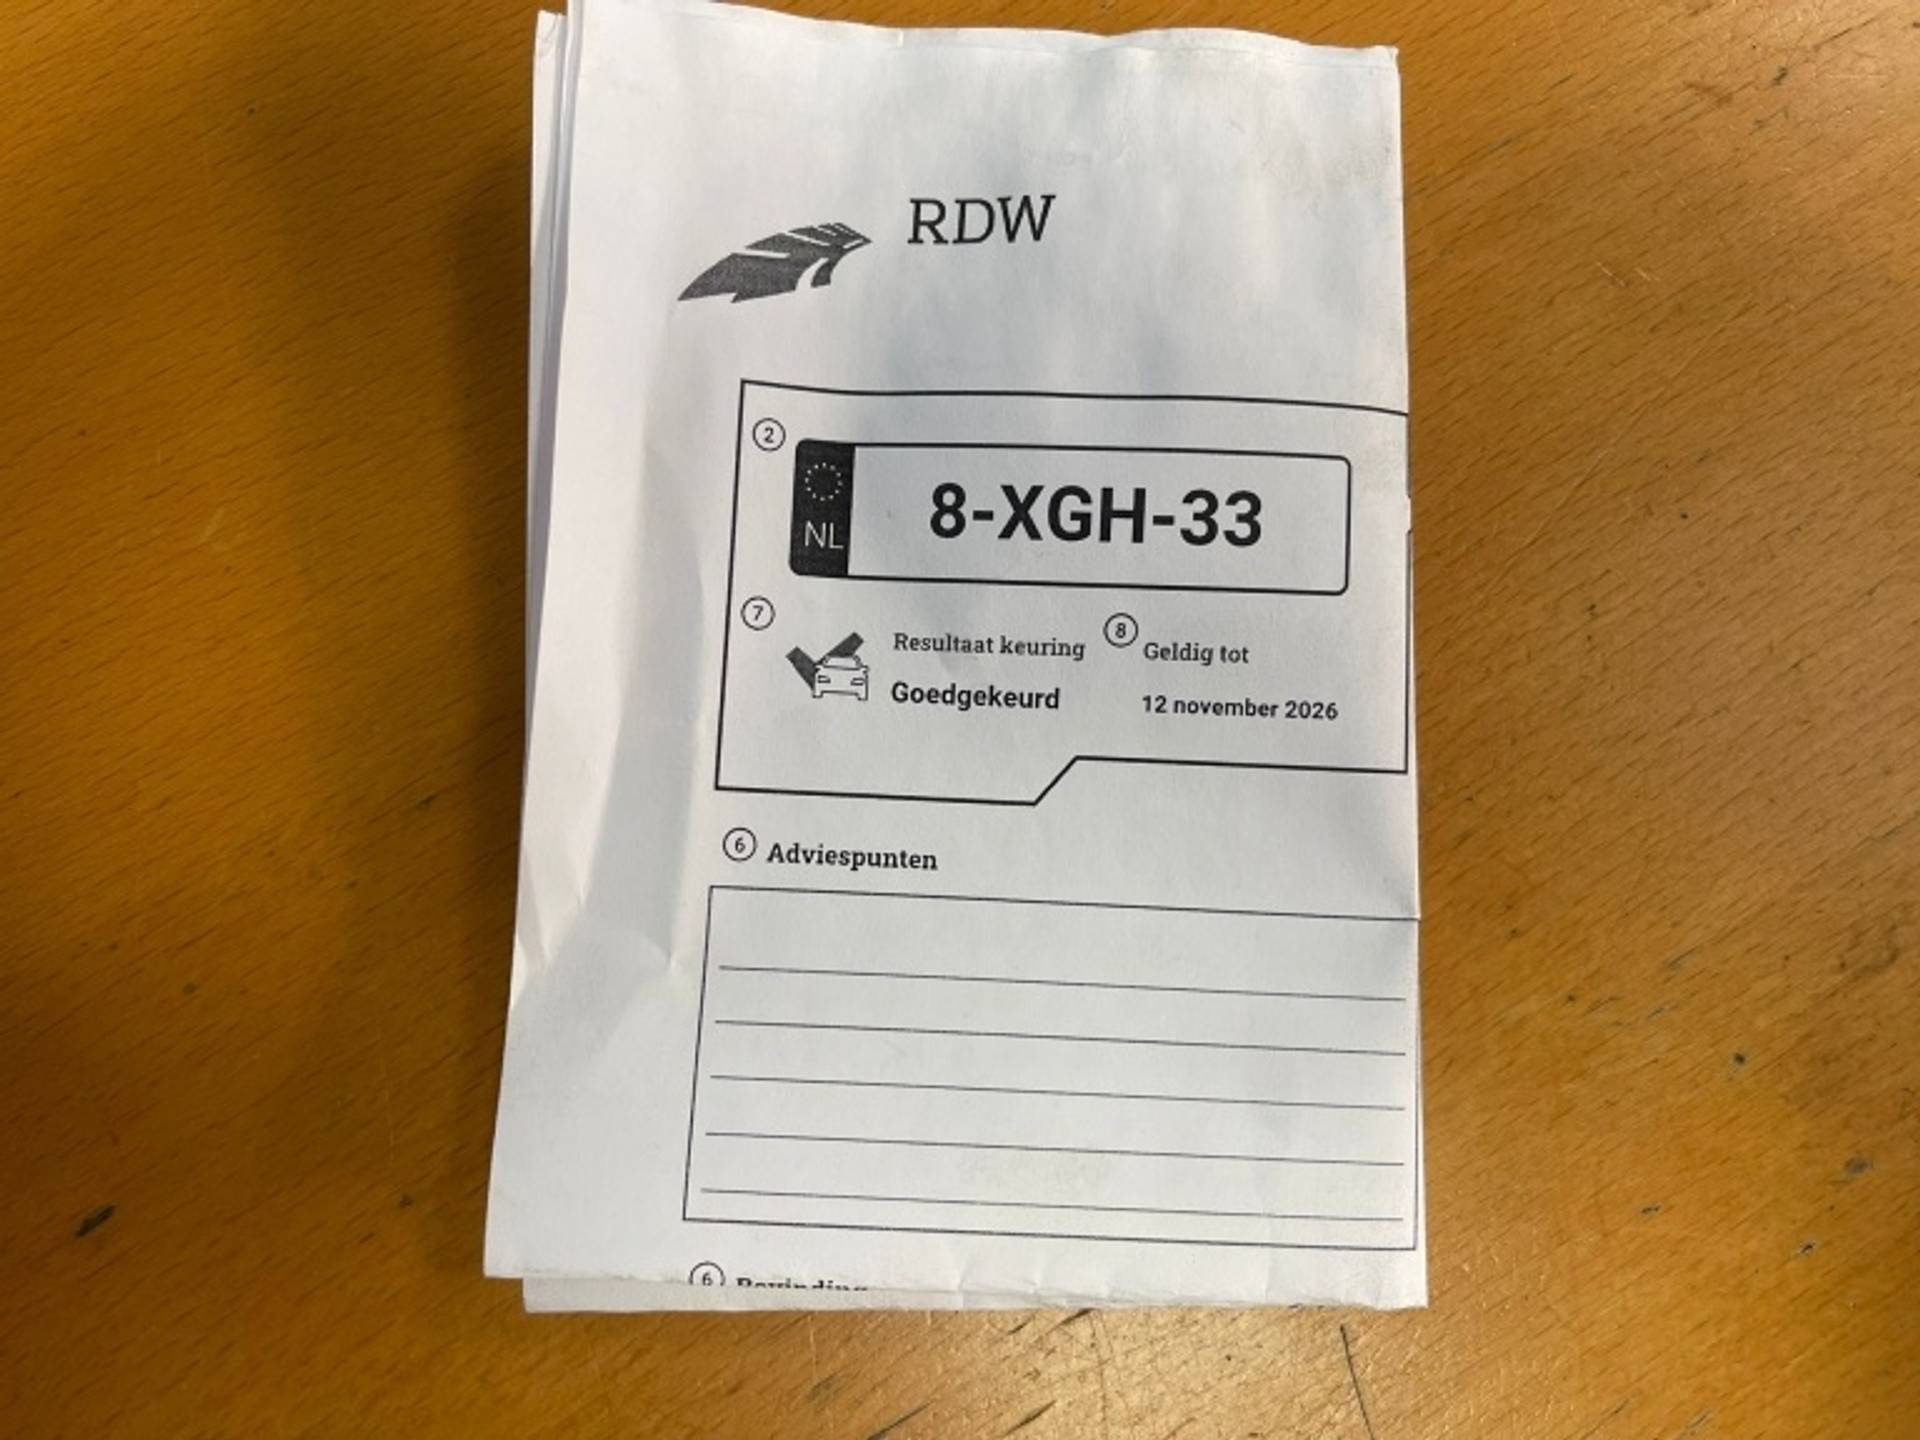 RDW
2
NL
8-XGH-33
7
Resultaat keuring
8
Geldig tot
Goedgekeurd
12 november 2026
6 Adviespunten
6 Bevinding